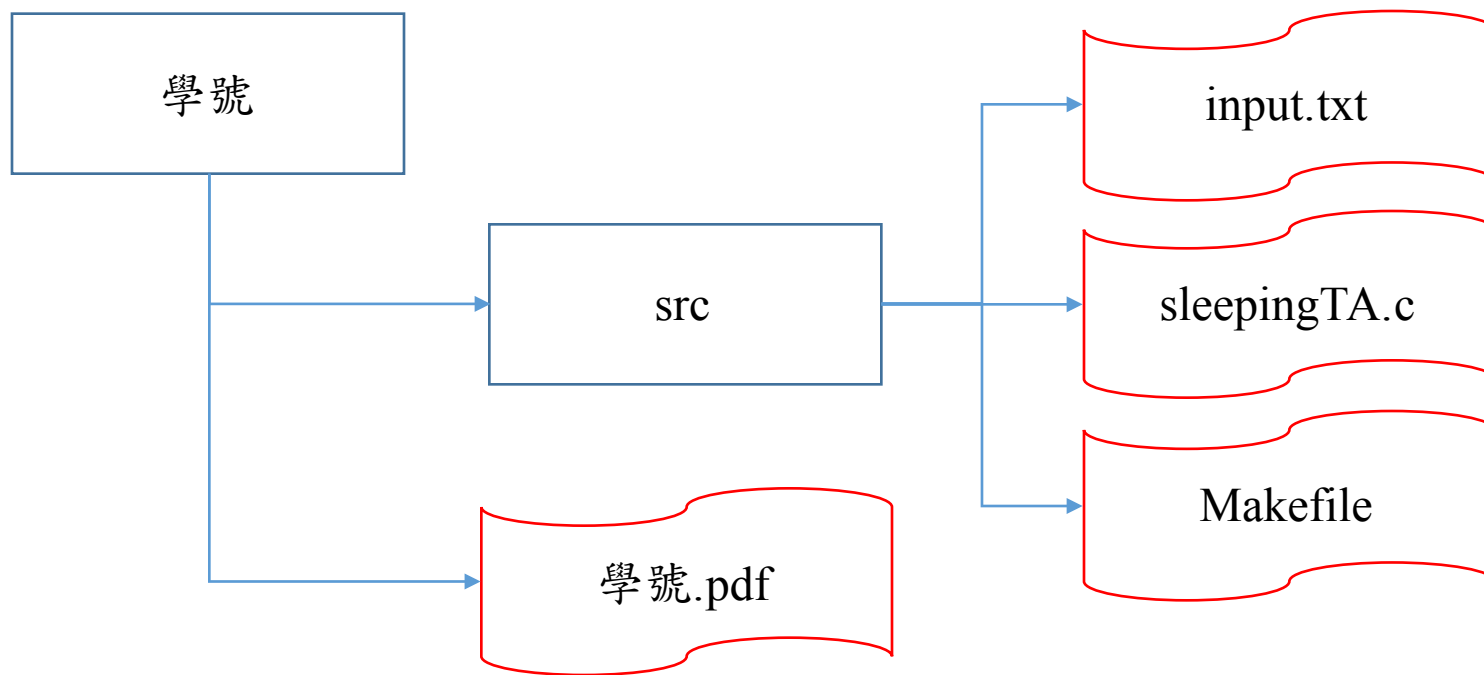 學號
src
input.txt
sleepingTA.c
Makefile
學號.pdf